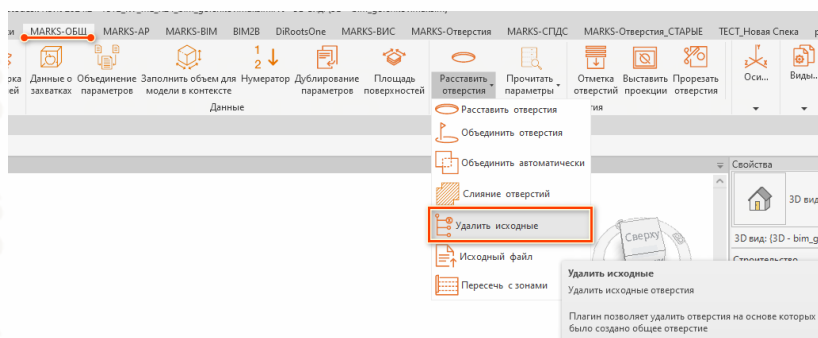 MARKS-ОБЩ MARKS-АР MARKS-BIM BIM2B DiRootsOne MARKS-ВИС MARKS-Отверстия MARKS-СПДС MARKS-Отверстия_СТАРЫЕ ТЕСТ_Новая Спека
Данные о захватках
Объединение параметров
Заполнить объем для модели в контексте
Нумератор
Дублирование параметров
Площадь поверхностей
Расставить отверстия
Прочитать параметры
Отметка отверстий
Выставить проекции
Прорезать отверстия
Оси...
Виды...
Данные
Расставить отверстия
Объединить отверстия
Объединить автоматически
Слияние отверстий
Удалить исходные
Исходный файл
Пересечь с зонами
Свойства
3D вид
3D вид: {3D - bim_g
Строительство
Сверху
Удалить исходные
Удалить исходные отверстия
Плагин позволяет удалить отверстия на основе которых
было создано общее отверстие